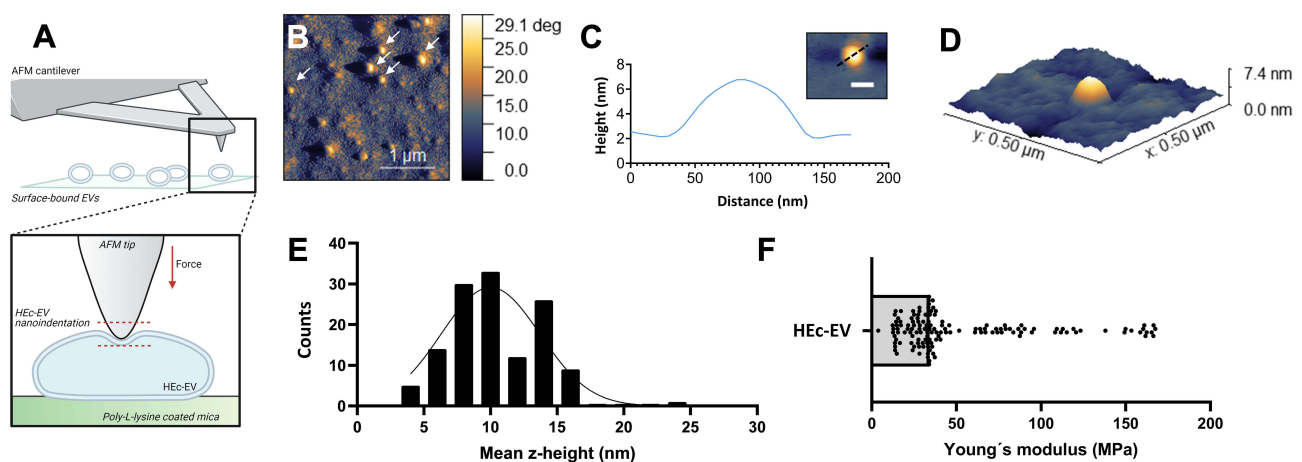 A
AFM cantilever
Surface-bound EVs
AFM tip
Force
HEc-EV
nanoindentation
HEc-EV
Poly-L-lysine coated mica
B
1 µm
29.1 deg
25.0
20.0
15.0
10.0
0.0
C
Height (nm)
8
6
4
2
0
0
50
100
150
200
Distance (nm)
D
7.4 nm
0.0 nm
y: 0.50 µm
x: 0.50 µm
E
Counts
40
30
20
10
0
0
5
10
15
20
25
30
Mean z-height (nm)
F
HEc-EV
0
50
100
150
200
Young´s modulus (MPa)